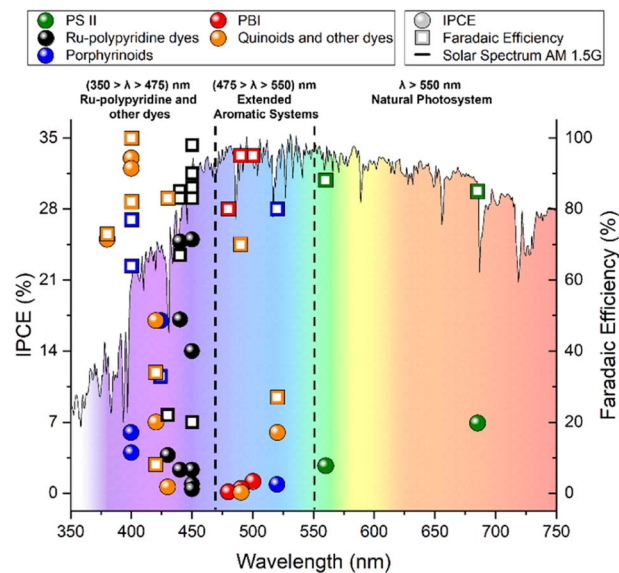 PS II
Ru-polypyridine dyes
Porphyrinoids
PBI
Quinoids and other dyes
IPCE
Faradaic Efficiency
Solar Spectrum AM 1.5G
(350 > λ > 475) nm
Ru-polypyridine and
other dyes
(475 > λ > 550) nm
Extended
Aromatic Systems
λ > 550 nm
Natural Photosystem
35
28
21
14
7
0
IPCE (%)
100
80
60
40
20
0
Faradaic Efficiency (%)
350 400 450 500 550 600 650 700 750
Wavelength (nm)